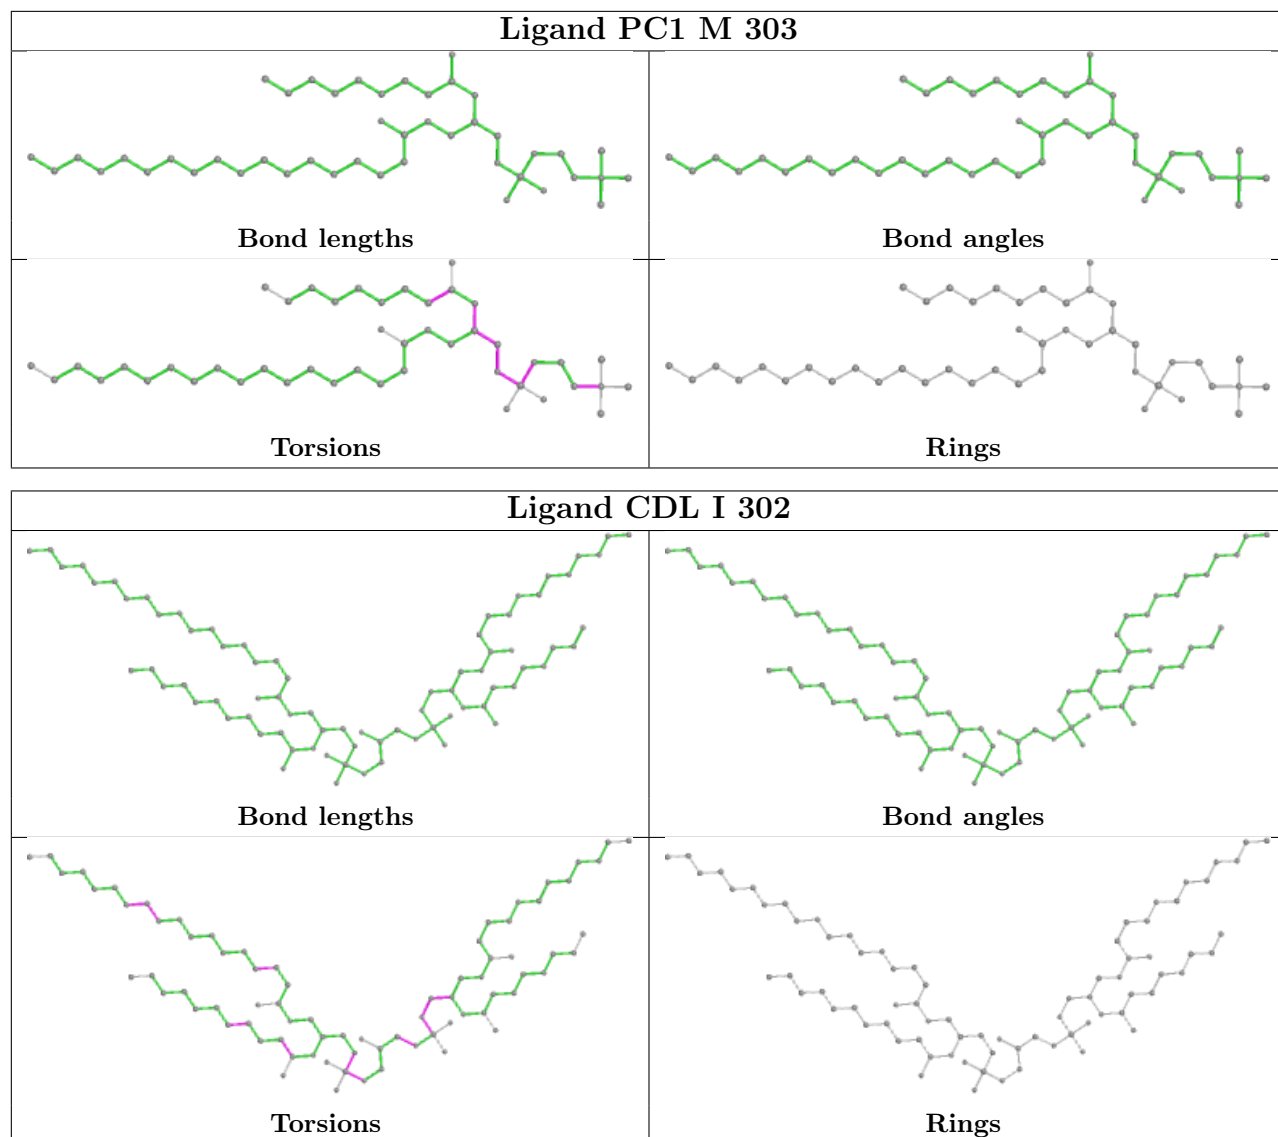 Ligand PC1 M 303
Bond lengths
Bond angles
Torsions
Rings
Ligand CDL I 302
Bond lengths
Bond angles
Torsions
Rings